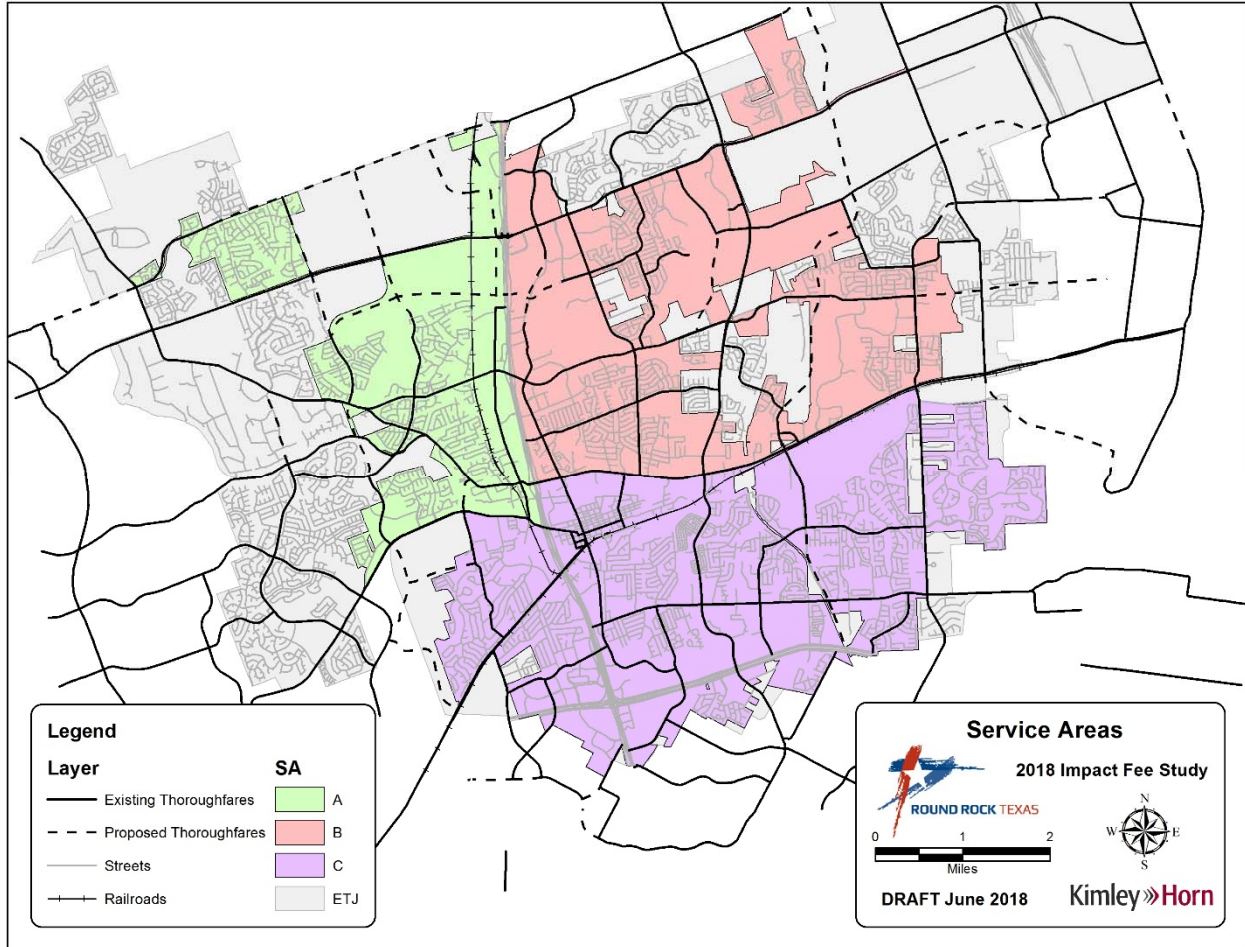 Legend
Layer SA
Existing Thoroughfares A
Proposed Thoroughfares B
Streets C
Railroads ETJ
Service Areas
2018 Impact Fee Study
ROUND ROCK TEXAS
N
W E
S
0 1 2
Miles
DRAFT June 2018
Kimley»Horn